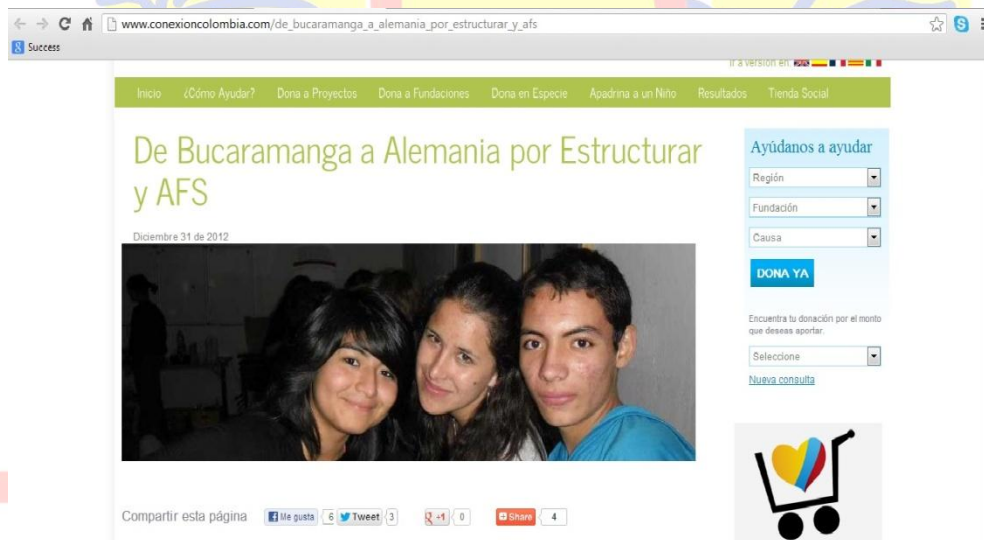 www.conexioncolombia.com/de_bucaramanga_a_alemania_por_estructurar_y_afs
Success
Ir a versión en:
Inicio ¿Cómo Ayudar? Dona a Proyectos Dona a Fundaciones Dona en Especie Apadrina a un Niño Resultados Tienda Social
De Bucaramanga a Alemania por Estructurar
y AFS
Diciembre 31 de 2012
Compartir esta página Me gusta 6 Tweet 3 +1 0 Share 4
Ayúdanos a ayudar
Región
Fundación
Causa
DONA YA
Encuentra tu donación por el monto
que deseas aportar.
Seleccione
Nueva consulta